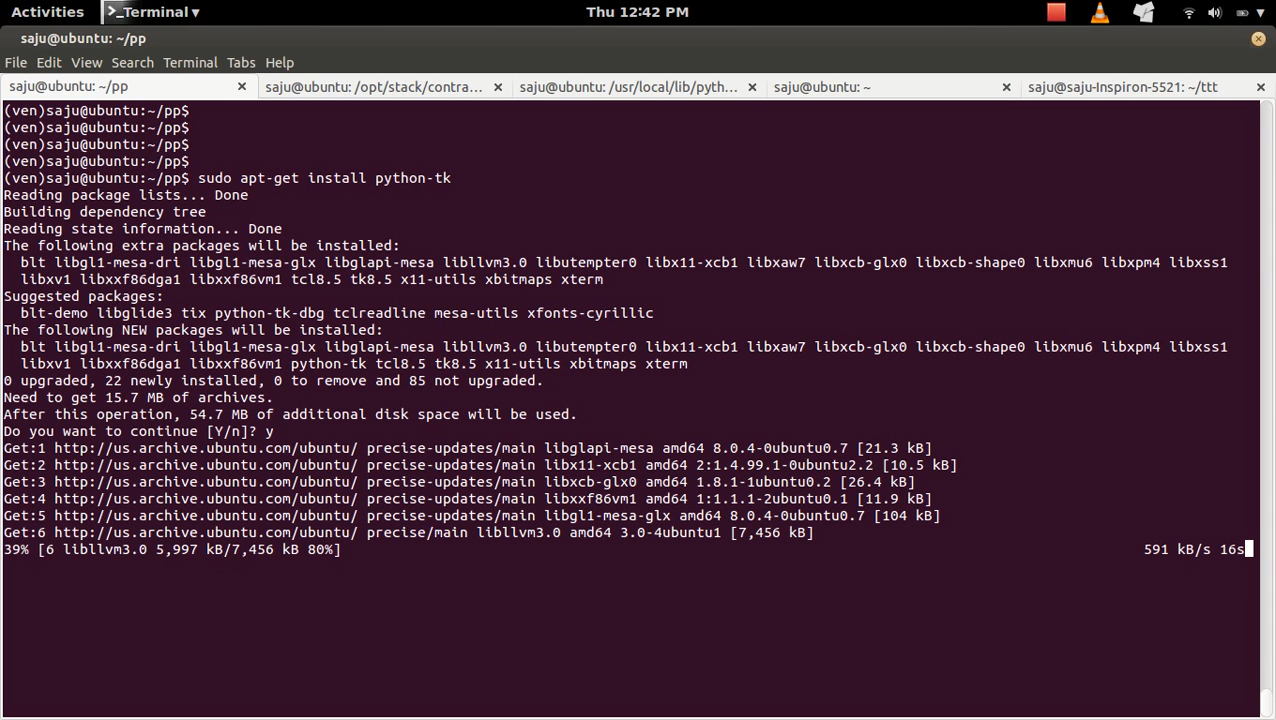 Activities >_Terminal ▾ Thu 12:42 PM
saju@ubuntu: ~/pp
File Edit View Search Terminal Tabs Help
saju@ubuntu: ~/pp saju@ubuntu: /opt/stack/contra... saju@ubuntu: /usr/local/lib/pyth... saju@ubuntu: ~ saju@saju-Inspiron-5521: ~/ttt
(ven)saju@ubuntu:~/pp$
(ven)saju@ubuntu:~/pp$
(ven)saju@ubuntu:~/pp$
(ven)saju@ubuntu:~/pp$
(ven)saju@ubuntu:~/pp$ sudo apt-get install python-tk
Reading package lists... Done
Building dependency tree
Reading state information... Done
The following extra packages will be installed:
  blt libgl1-mesa-dri libgl1-mesa-glx libglapi-mesa libllvm3.0 libutempter0 libx11-xcb1 libxaw7 libxcb-glx0 libxcb-shape0 libxmu6 libxpm4 libxss1
  libxv1 libxxf86dga1 libxxf86vm1 tcl8.5 tk8.5 x11-utils xbitmaps xterm
Suggested packages:
  blt-demo libglide3 tix python-tk-dbg tclreadline mesa-utils xfonts-cyrillic
The following NEW packages will be installed:
  blt libgl1-mesa-dri libgl1-mesa-glx libglapi-mesa libllvm3.0 libutempter0 libx11-xcb1 libxaw7 libxcb-glx0 libxcb-shape0 libxmu6 libxpm4 libxss1
  libxv1 libxxf86dga1 libxxf86vm1 python-tk tcl8.5 tk8.5 x11-utils xbitmaps xterm
0 upgraded, 22 newly installed, 0 to remove and 85 not upgraded.
Need to get 15.7 MB of archives.
After this operation, 54.7 MB of additional disk space will be used.
Do you want to continue [Y/n]? y
Get:1 http://us.archive.ubuntu.com/ubuntu/ precise-updates/main libglapi-mesa amd64 8.0.4-0ubuntu0.7 [21.3 kB]
Get:2 http://us.archive.ubuntu.com/ubuntu/ precise-updates/main libx11-xcb1 amd64 2:1.4.99.1-0ubuntu2.2 [10.5 kB]
Get:3 http://us.archive.ubuntu.com/ubuntu/ precise-updates/main libxcb-glx0 amd64 1.8.1-1ubuntu0.2 [26.4 kB]
Get:4 http://us.archive.ubuntu.com/ubuntu/ precise-updates/main libxxf86vm1 amd64 1:1.1.1-2ubuntu0.1 [11.9 kB]
Get:5 http://us.archive.ubuntu.com/ubuntu/ precise-updates/main libgl1-mesa-glx amd64 8.0.4-0ubuntu0.7 [104 kB]
Get:6 http://us.archive.ubuntu.com/ubuntu/ precise/main libllvm3.0 amd64 3.0-4ubuntu1 [7,456 kB]
39% [6 libllvm3.0 5,997 kB/7,456 kB 80%] 591 kB/s 16s